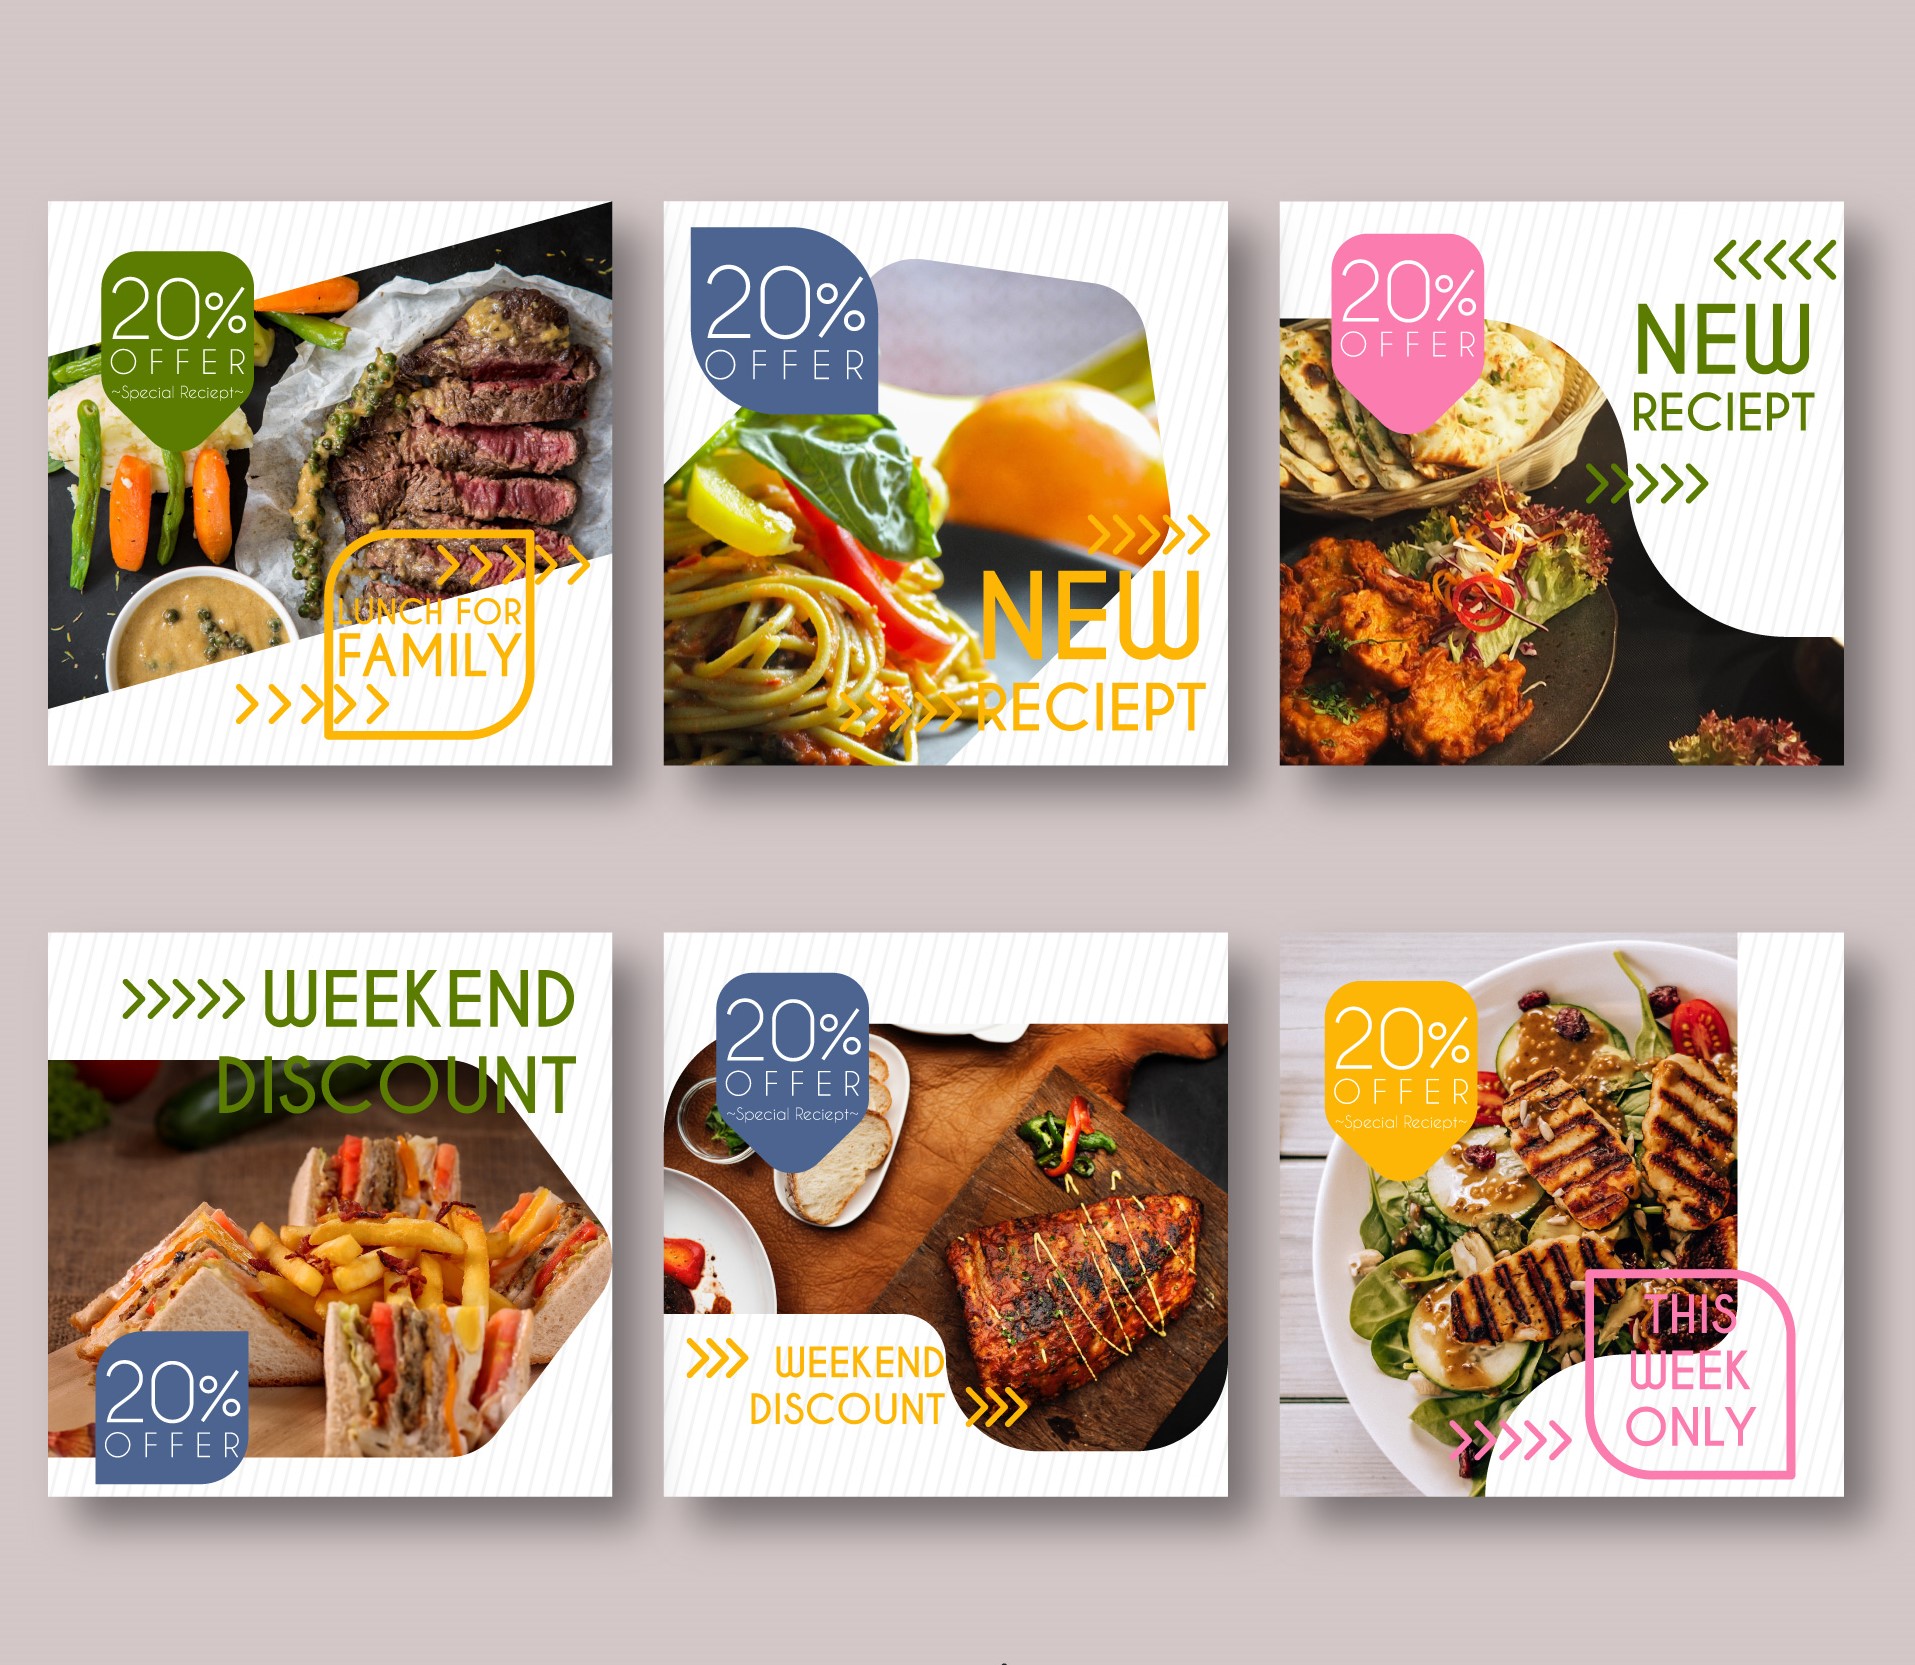 20%
OFFER
~Special Reciept~
LUNCH FOR
FAMILY
20%
OFFER
NEW
RECIEPT
20%
OFFER
NEW
RECIEPT
WEEKEND
DISCOUNT
20%
OFFER
20%
OFFER
~Special Reciept~
WEEKEND
DISCOUNT
20%
OFFER
~Special Reciept~
THIS
WEEK
ONLY